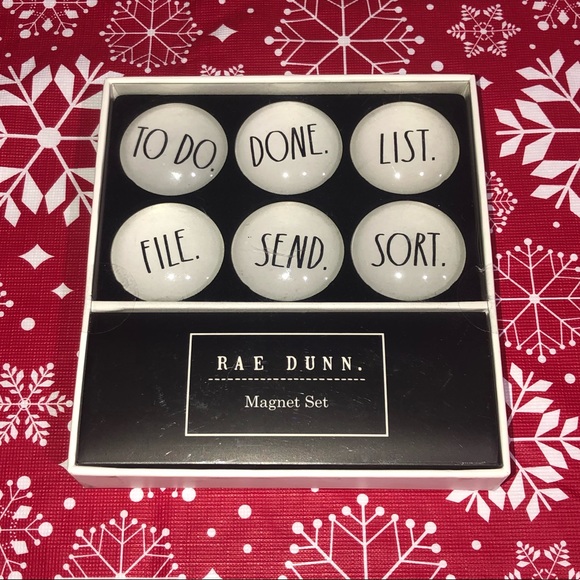 TO DO. DONE. LIST.
FILE. SEND. SORT.
RAE DUNN.
Magnet Set